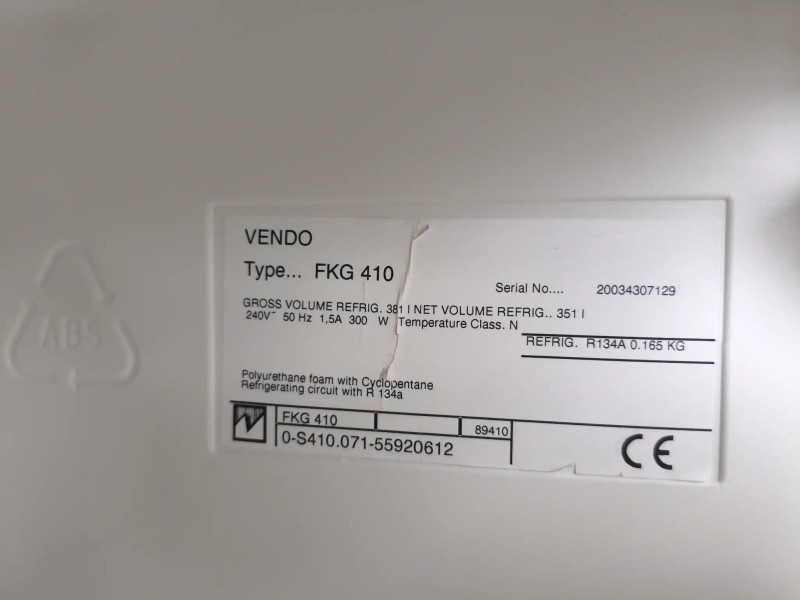 VENDO
Type... FKG 410
Serial No.... 20034307129
GROSS VOLUME REFRIG. 381 l NET VOLUME REFRIG.. 351 l
240V~ 50 Hz 1,5A 300 W Temperature Class. N
REFRIG. R134A 0.165 KG
Polyurethane foam with Cyclopentane
Refrigerating circuit with R 134a
FKG 410 89410
0-S410.071-55920612
CE
ABS